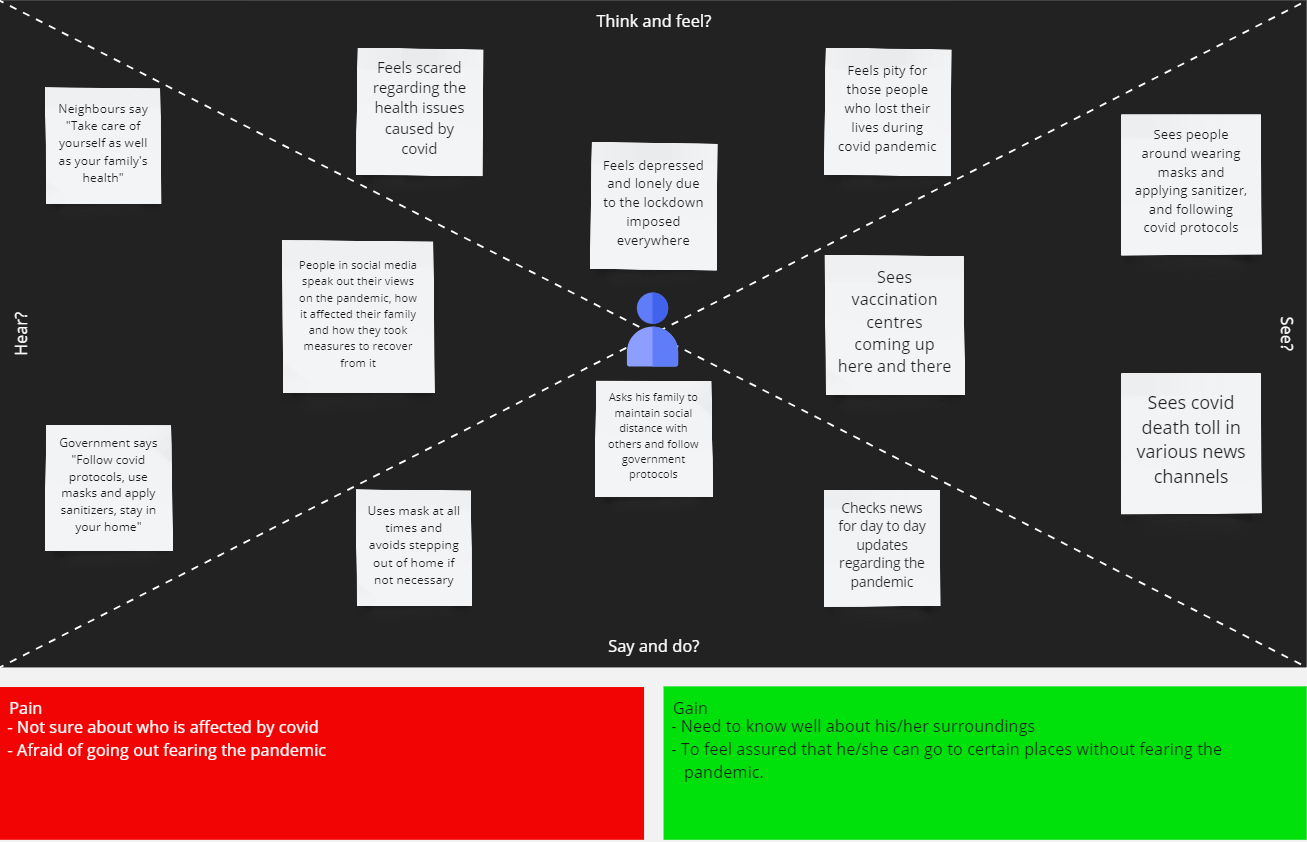 Think and feel?
Feels scared
regarding the
health issues
caused by
covid
Feels depressed
and lonely due
to the lockdown
imposed
everywhere
Feels pity for
those people
who lost their
lives during
covid pandemic
Hear?
Neighbours say
"Take care of
yourself as well
as your family's
health"
People in social media
speak out their views
on the pandemic, how
it affected their family
and how they took
measures to recover
from it
Government says
"Follow covid
protocols, use
masks and apply
sanitizers, stay in
your home"
See?
Sees people
around wearing
masks and
applying sanitizer,
and following
covid protocols
Sees
vaccination
centres
coming up
here and there
Sees covid
death toll in
various news
channels
Asks his family to
maintain social
distance with
others and follow
government
protocols
Uses mask at all
times and
avoids stepping
out of home if
not necessary
Checks news
for day to day
updates
regarding the
pandemic
Say and do?
Pain
- Not sure about who is affected by covid
- Afraid of going out fearing the pandemic
Gain
- Need to know well about his/her surroundings
- To feel assured that he/she can go to certain places without fearing the
pandemic.